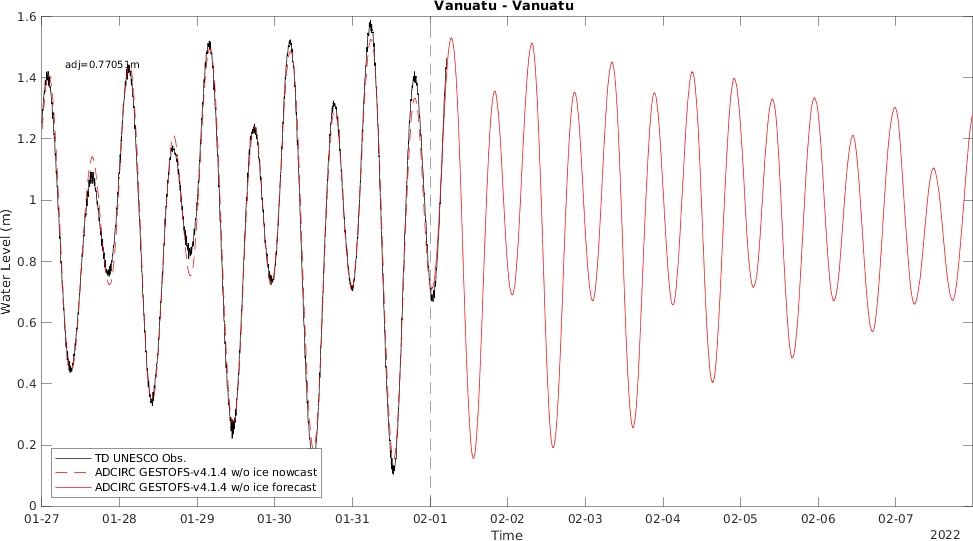 Vanuatu - Vanuatu
1.6
1.4
1.2
1
0.8
0.6
0.4
0.2
0
Water Level (m)
adj=0.77051m
TD UNESCO Obs.
ADCIRC GESTOFS-v4.1.4 w/o ice nowcast
ADCIRC GESTOFS-v4.1.4 w/o ice forecast
01-27 01-28 01-29 01-30 01-31 02-01 02-02 02-03 02-04 02-05 02-06 02-07
Time
2022